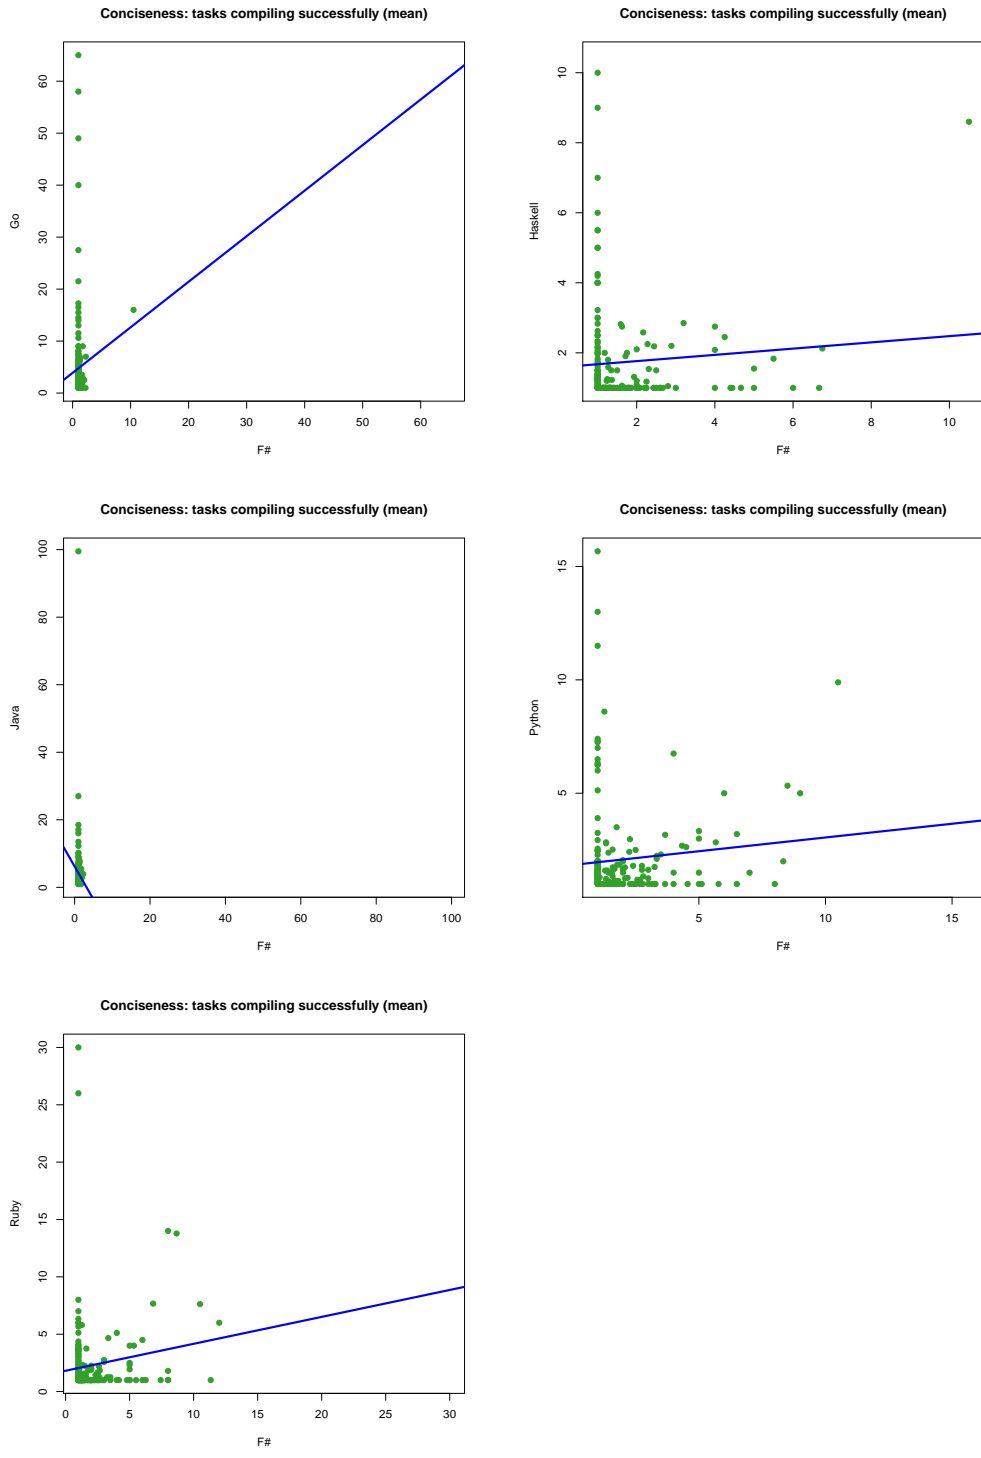 Conciseness: tasks compiling successfully (mean)
Go
0
10
20
30
40
50
60
0 10 20 30 40 50 60
F#
Conciseness: tasks compiling successfully (mean)
Haskell
2
4
6
8
10
2 4 6 8 10
F#
Conciseness: tasks compiling successfully (mean)
Java
0
20
40
60
80
100
0 20 40 60 80 100
F#
Conciseness: tasks compiling successfully (mean)
Python
5
10
15
5 10 15
F#
Conciseness: tasks compiling successfully (mean)
Ruby
0
5
10
15
20
25
30
0 5 10 15 20 25 30
F#